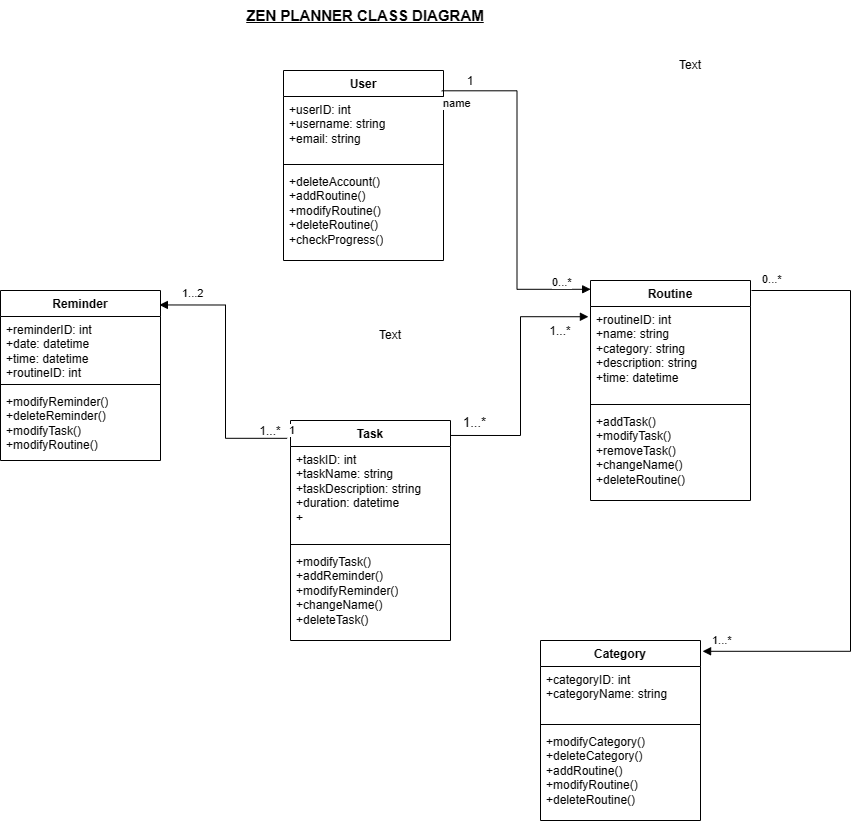 ZEN PLANNER CLASS DIAGRAM
Text
User
+userID: int
+username: string
+email: string
+deleteAccount()
+addRoutine()
+modifyRoutine()
+deleteRoutine()
+checkProgress()
1
name
0...*
0...*
Reminder
+reminderID: int
+date: datetime
+time: datetime
+routineID: int
+modifyReminder()
+deleteReminder()
+modifyTask()
+modifyRoutine()
1...2
Text
Routine
+routineID: int
+name: string
+category: string
+description: string
+time: datetime
+addTask()
+modifyTask()
+removeTask()
+changeName()
+deleteRoutine()
1...*
1...*
1...*
1
Task
+taskID: int
+taskName: string
+taskDescription: string
+duration: datetime
+
+modifyTask()
+addReminder()
+modifyReminder()
+changeName()
+deleteTask()
1...*
Category
+categoryID: int
+categoryName: string
+modifyCategory()
+deleteCategory()
+addRoutine()
+modifyRoutine()
+deleteRoutine()